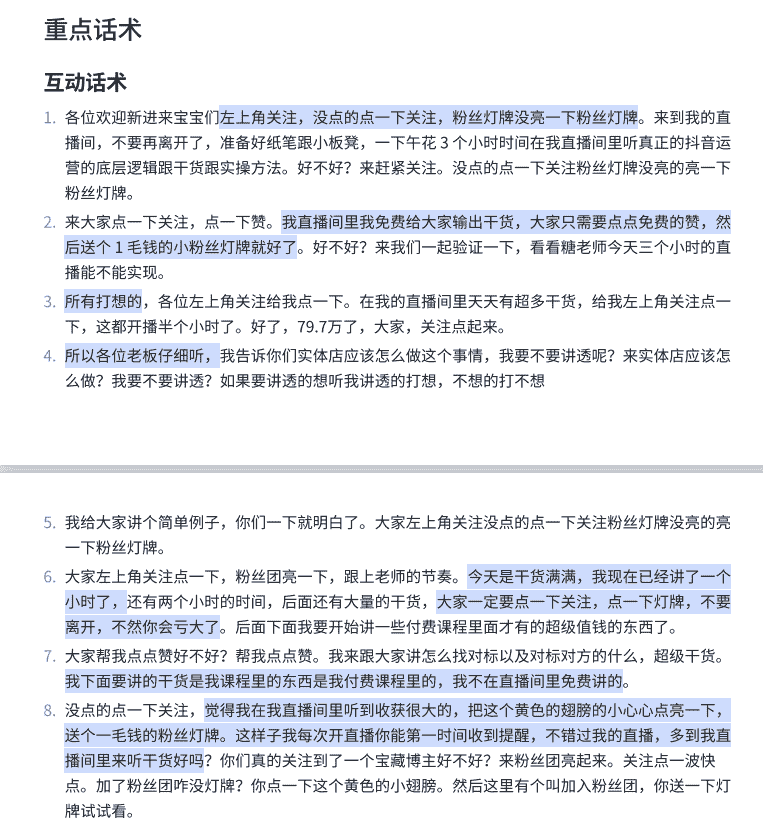 重点话术
互动话术
1. 各位欢迎新进来宝宝们左上角关注，没点的点一下关注，粉丝灯牌没亮一下粉丝灯牌。来到我的直
播间，不要再离开了，准备好纸笔跟小板凳，一下午花 3 个小时时间在我直播间里听真正的抖音运
营的底层逻辑跟干货跟实操方法。好不好？来赶紧关注。没点的点一下关注粉丝灯牌没亮的亮一下
粉丝灯牌。
2. 来大家点一下关注，点一下赞。我直播间里我免费给大家输出干货，大家只需要点点免费的赞，然
后送个 1 毛钱的小粉丝灯牌就好了。好不好？来我们一起验证一下，看看糖老师今天三个小时的直
播能不能实现。
3. 所有打想的，各位左上角关注给我点一下。在我的直播间里天天有超多干货，给我左上角关注点一
下，这都开播半个小时了。好了，79.7万了，大家，关注点起来。
4. 所以各位老板仔细听，我告诉你们实体店应该怎么做这个事情，我要不要讲透呢？来实体店应该怎
么做？我要不要讲透？如果要讲透的想听我讲透的打想，不想的打不想
5. 我给大家讲个简单例子，你们一下就明白了。大家左上角关注没点的点一下关注粉丝灯牌没亮的亮
一下粉丝灯牌。
6. 大家左上角关注点一下，粉丝团亮一下，跟上老师的节奏。今天是干货满满，我现在已经讲了一个
小时了，还有两个小时的时间，后面还有大量的干货，大家一定要点一下关注，点一下灯牌，不要
离开，不然你会亏大了。后面下面我要开始讲一些付费课程里面才有的超级值钱的东西了。
7. 大家帮我点点赞好不好？帮我点点赞。我来跟大家讲怎么找对标以及对标对方的什么，超级干货。
我下面要讲的干货是我课程里的东西是我付费课程里的，我不在直播间里免费讲的。
8. 没点的点一下关注，觉得我在我直播间里听到收获很大的，把这个黄色的翅膀的小心心点亮一下，
送个一毛钱的粉丝灯牌。这样子我每次开直播你能第一时间收到提醒，不错过我的直播，多到我直
播间里来听干货好吗？你们真的关注到了一个宝藏博主好不好？来粉丝团亮起来。关注点一波快
点。加了粉丝团咋没灯牌？你点一下这个黄色的小翅膀。然后这里有个叫加入粉丝团，你送一下灯
牌试试看。